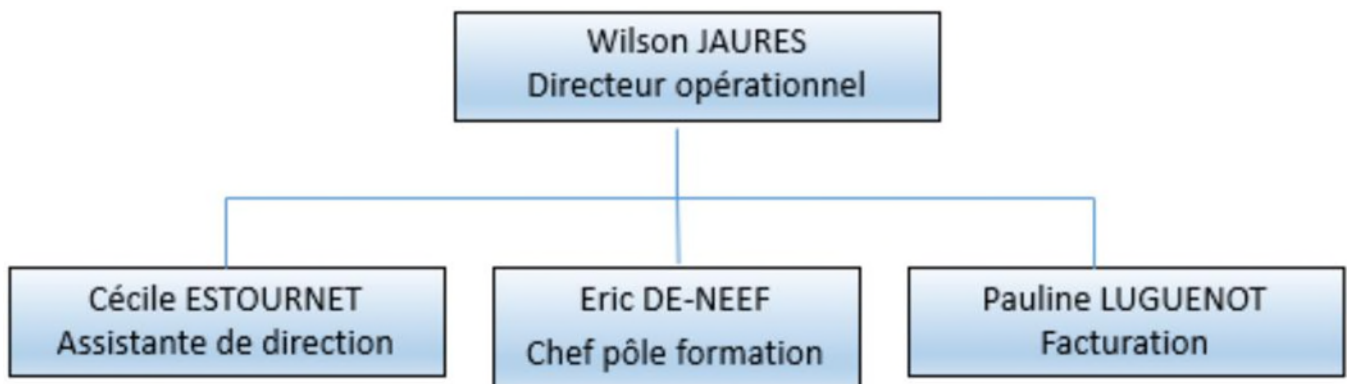 Wilson JAURES
Directeur opérationnel
Cécile ESTOURNET
Assistante de direction
Eric DE-NEEF
Chef pôle formation
Pauline LUGUENOT
Facturation